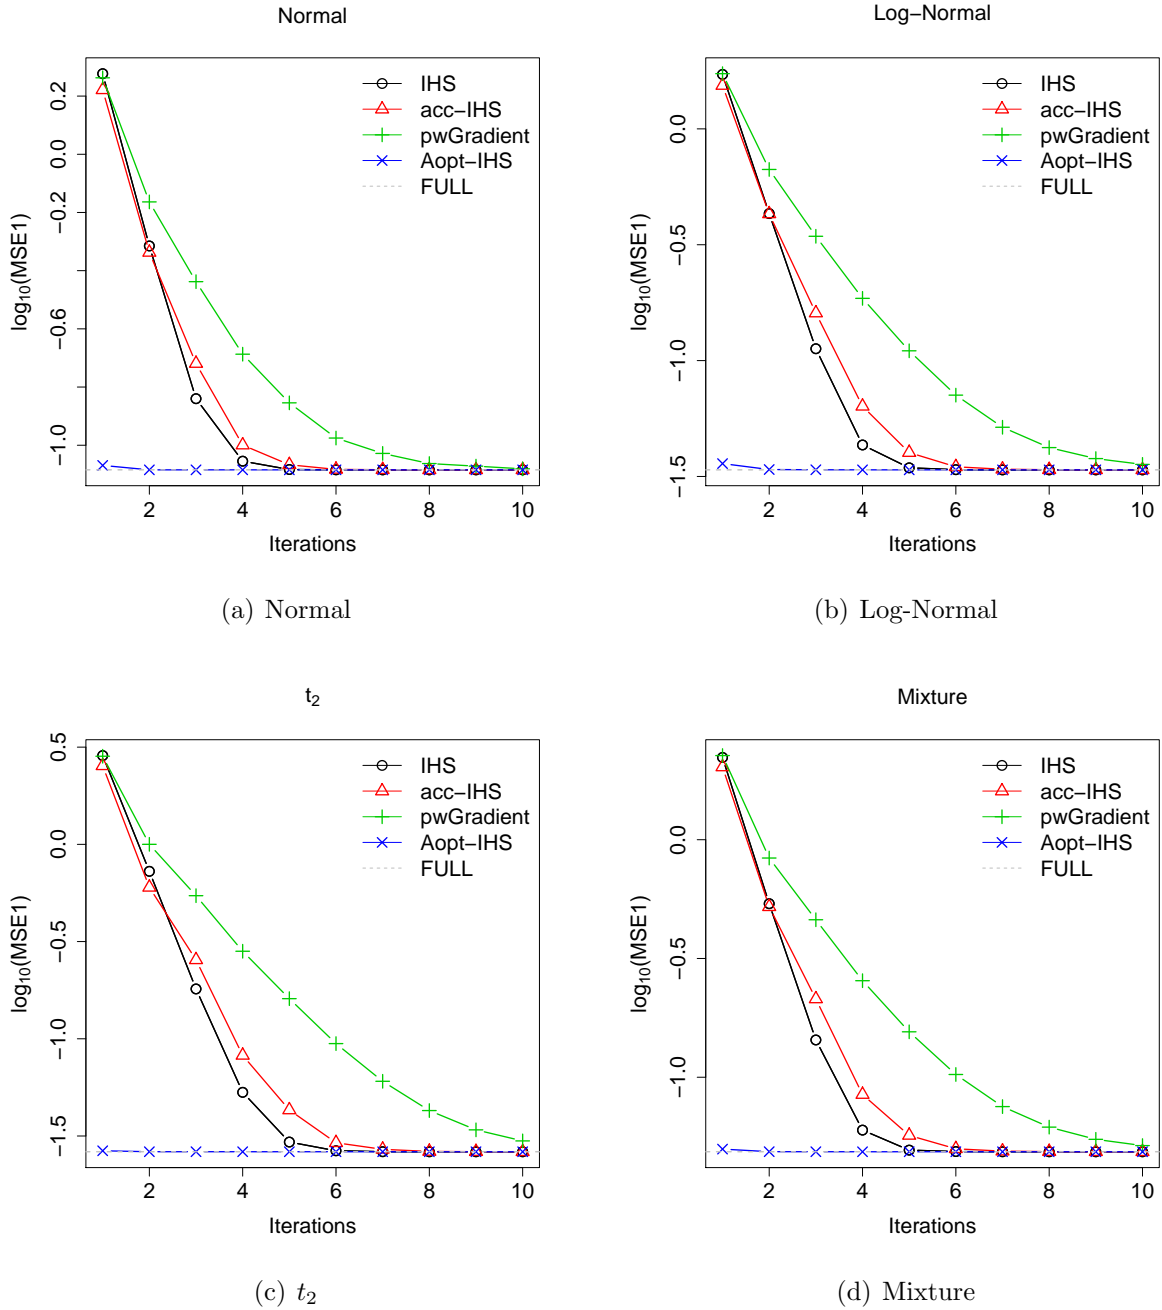 Normal
IHS
acc−IHS
pwGradient
Aopt−IHS
FULL
log10(MSE1)
0.2
0.0
−0.2
−0.6
−1.0
2 4 6 8 10
Iterations
(a) Normal
Log−Normal
IHS
acc−IHS
pwGradient
Aopt−IHS
FULL
log10(MSE1)
0.0
−0.5
−1.0
−1.5
2 4 6 8 10
Iterations
(b) Log-Normal
t2
IHS
acc−IHS
pwGradient
Aopt−IHS
FULL
log10(MSE1)
0.5
0.0
−0.5
−1.0
−1.5
2 4 6 8 10
Iterations
(c) t2
Mixture
IHS
acc−IHS
pwGradient
Aopt−IHS
FULL
log10(MSE1)
0.0
−0.5
−1.0
2 4 6 8 10
Iterations
(d) Mixture